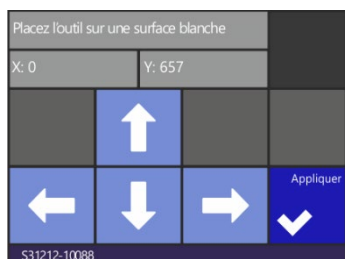 Placez l'outil sur une surface blanche
X: 0
Y: 657
Appliquer
S31212-10088